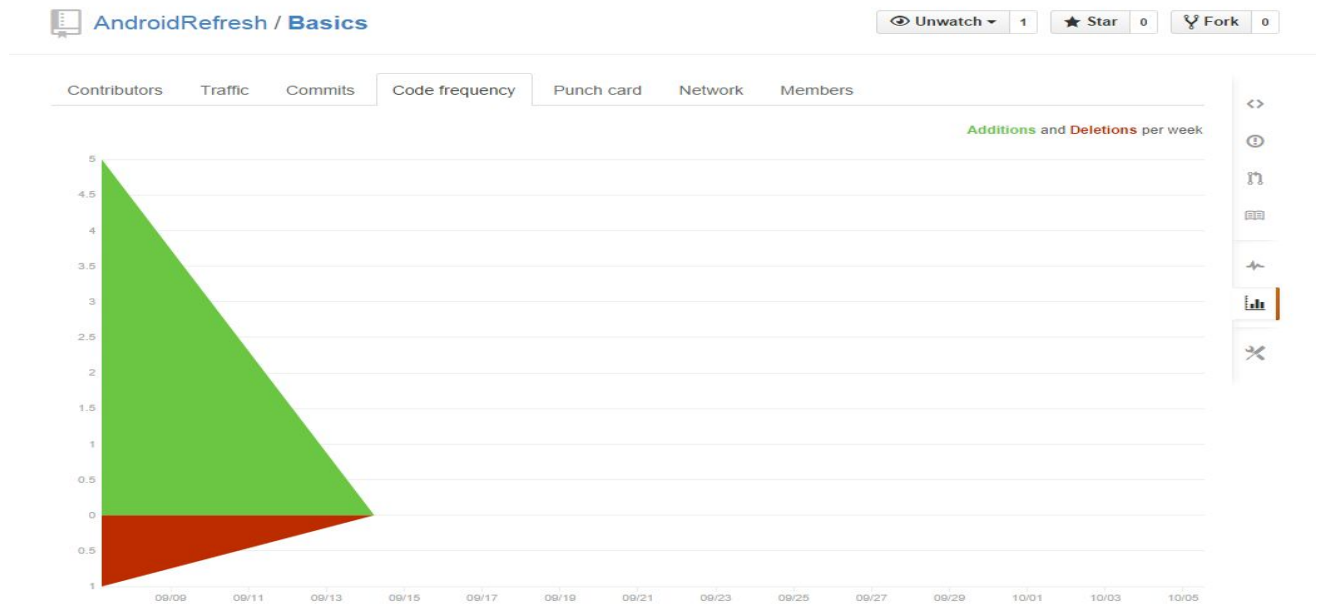 AndroidRefresh / Basics
Unwatch 1 Star 0 Fork 0
Contributors Traffic Commits Code frequency Punch card Network Members
Additions and Deletions per week
5
4.5
4
3.5
3
2.5
2
1.5
1
0.5
0
0.5
1
09/09 09/11 09/13 09/15 09/17 09/19 09/21 09/23 09/25 09/27 09/29 10/01 10/03 10/05